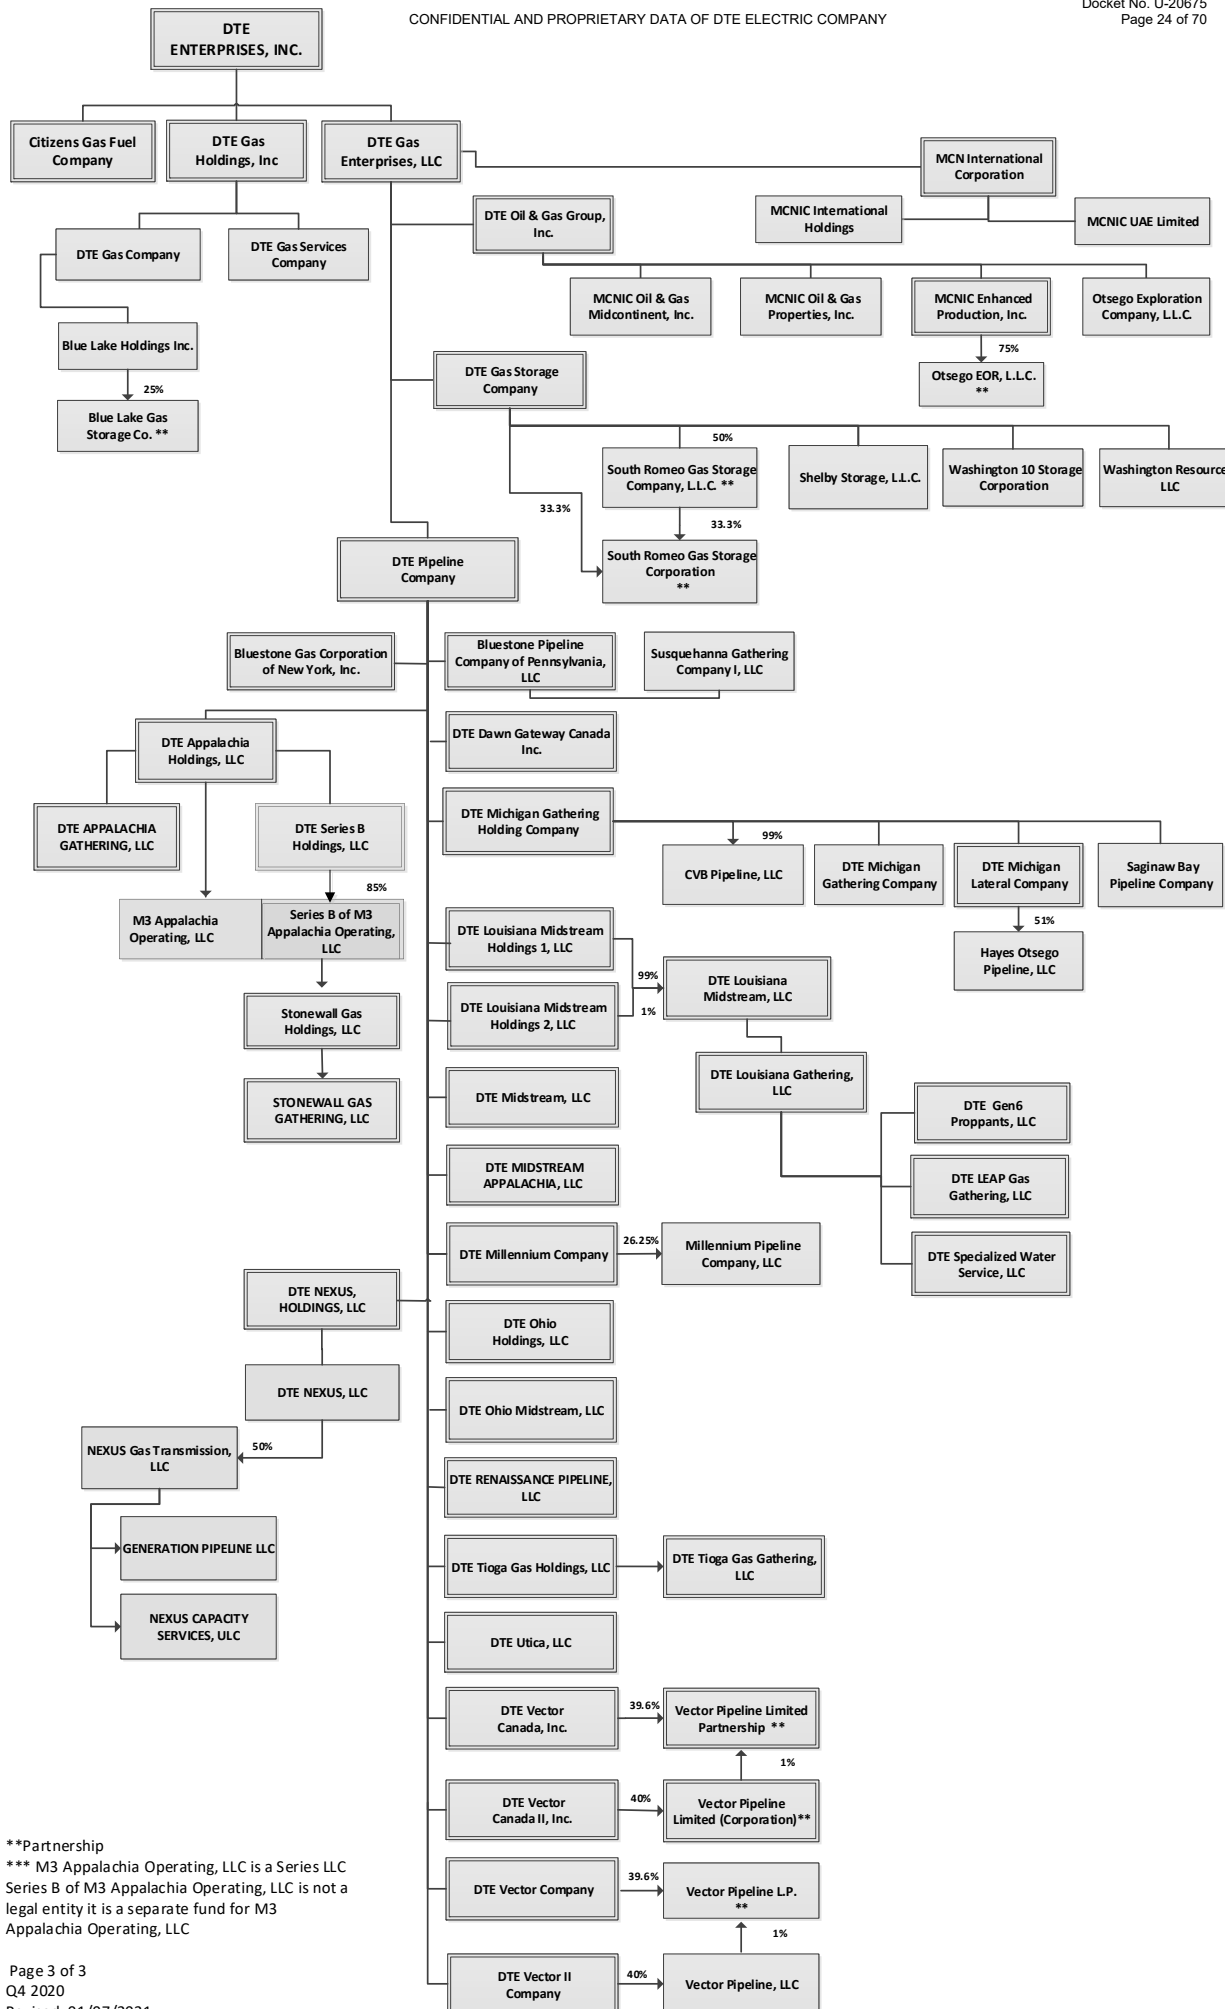 Docket No. U-20675
CONFIDENTIAL AND PROPRIETARY DATA OF DTE ELECTRIC COMPANY
Page 24 of 70
DTE
ENTERPRISES, INC.
Citizens Gas Fuel
Company
DTE Gas
Holdings, Inc
DTE Gas
Enterprises, LLC
MCN International
Corporation
MCNIC International
Holdings
MCNIC UAE Limited
DTE Oil & Gas Group,
Inc.
DTE Gas Company
DTE Gas Services
Company
MCNIC Oil & Gas
Midcontinent, Inc.
MCNIC Oil & Gas
Properties, Inc.
MCNIC Enhanced
Production, Inc.
Otsego Exploration
Company, L.L.C.
75%
Otsego EOR, L.L.C.
**
Blue Lake Holdings Inc.
25%
Blue Lake Gas
Storage Co. **
DTE Gas Storage
Company
50%
South Romeo Gas Storage
Company, L.L.C. **
Shelby Storage, L.L.C.
Washington 10 Storage
Corporation
Washington Resource
LLC
33.3%
33.3%
South Romeo Gas Storage
Corporation
**
DTE Pipeline
Company
Bluestone Gas Corporation
of New York, Inc.
Bluestone Pipeline
Company of Pennsylvania,
LLC
Susquehanna Gathering
Company I, LLC
DTE Appalachia
Holdings, LLC
DTE Dawn Gateway Canada
Inc.
DTE APPALACHIA
GATHERING, LLC
DTE Series B
Holdings, LLC
DTE Michigan Gathering
Holding Company
99%
CVB Pipeline, LLC
DTE Michigan
Gathering Company
DTE Michigan
Lateral Company
Saginaw Bay
Pipeline Company
51%
Hayes Otsego
Pipeline, LLC
85%
M3 Appalachia
Operating, LLC
Series B of M3
Appalachia Operating,
LLC
Stonewall Gas
Holdings, LLC
STONEWALL GAS
GATHERING, LLC
DTE Louisiana Midstream
Holdings 1, LLC
99%
DTE Louisiana
Midstream, LLC
DTE Louisiana Midstream
Holdings 2, LLC
1%
DTE Louisiana Gathering,
LLC
DTE Midstream, LLC
DTE Gen6
Proppants, LLC
DTE MIDSTREAM
APPALACHIA, LLC
DTE LEAP Gas
Gathering, LLC
DTE Millennium Company
26.25%
Millennium Pipeline
Company, LLC
DTE Specialized Water
Service, LLC
DTE NEXUS,
HOLDINGS, LLC
DTE Ohio
Holdings, LLC
DTE NEXUS, LLC
DTE Ohio Midstream, LLC
NEXUS Gas Transmission,
LLC
50%
DTE RENAISSANCE PIPELINE,
LLC
GENERATION PIPELINE LLC
DTE Tioga Gas Holdings, LLC
DTE Tioga Gas Gathering,
LLC
NEXUS CAPACITY
SERVICES, ULC
DTE Utica, LLC
DTE Vector
Canada, Inc.
39.6%
Vector Pipeline Limited
Partnership **
1%
DTE Vector
Canada II, Inc.
40%
Vector Pipeline
Limited (Corporation)**
DTE Vector Company
39.6%
Vector Pipeline L.P.
**
1%
DTE Vector II
Company
40%
Vector Pipeline, LLC
**Partnership
*** M3 Appalachia Operating, LLC is a Series LLC
Series B of M3 Appalachia Operating, LLC is not a
legal entity it is a separate fund for M3
Appalachia Operating, LLC
Page 3 of 3
Q4 2020
Revised 01/07/2021